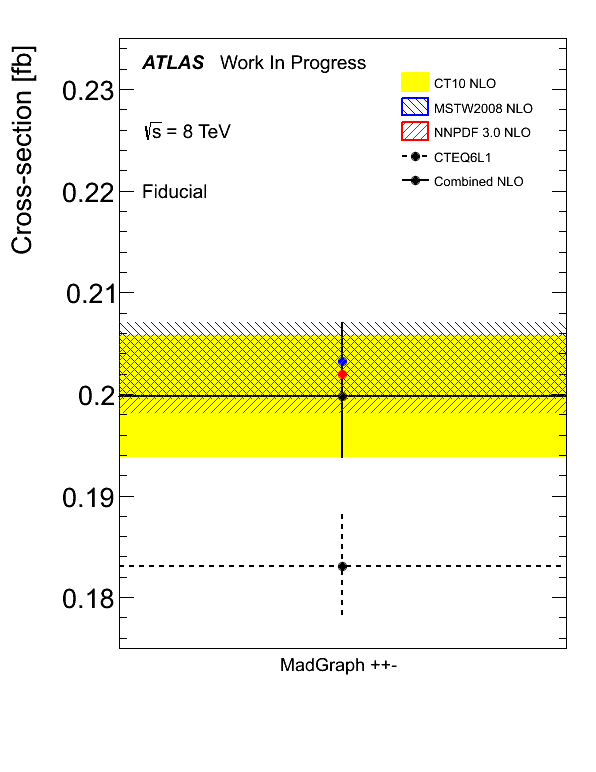 Cross-section [fb]
ATLAS Work In Progress
√s = 8 TeV
Fiducial
CT10 NLO
MSTW2008 NLO
NNPDF 3.0 NLO
CTEQ6L1
Combined NLO
0.23
0.22
0.21
0.2
0.19
0.18
MadGraph ++-